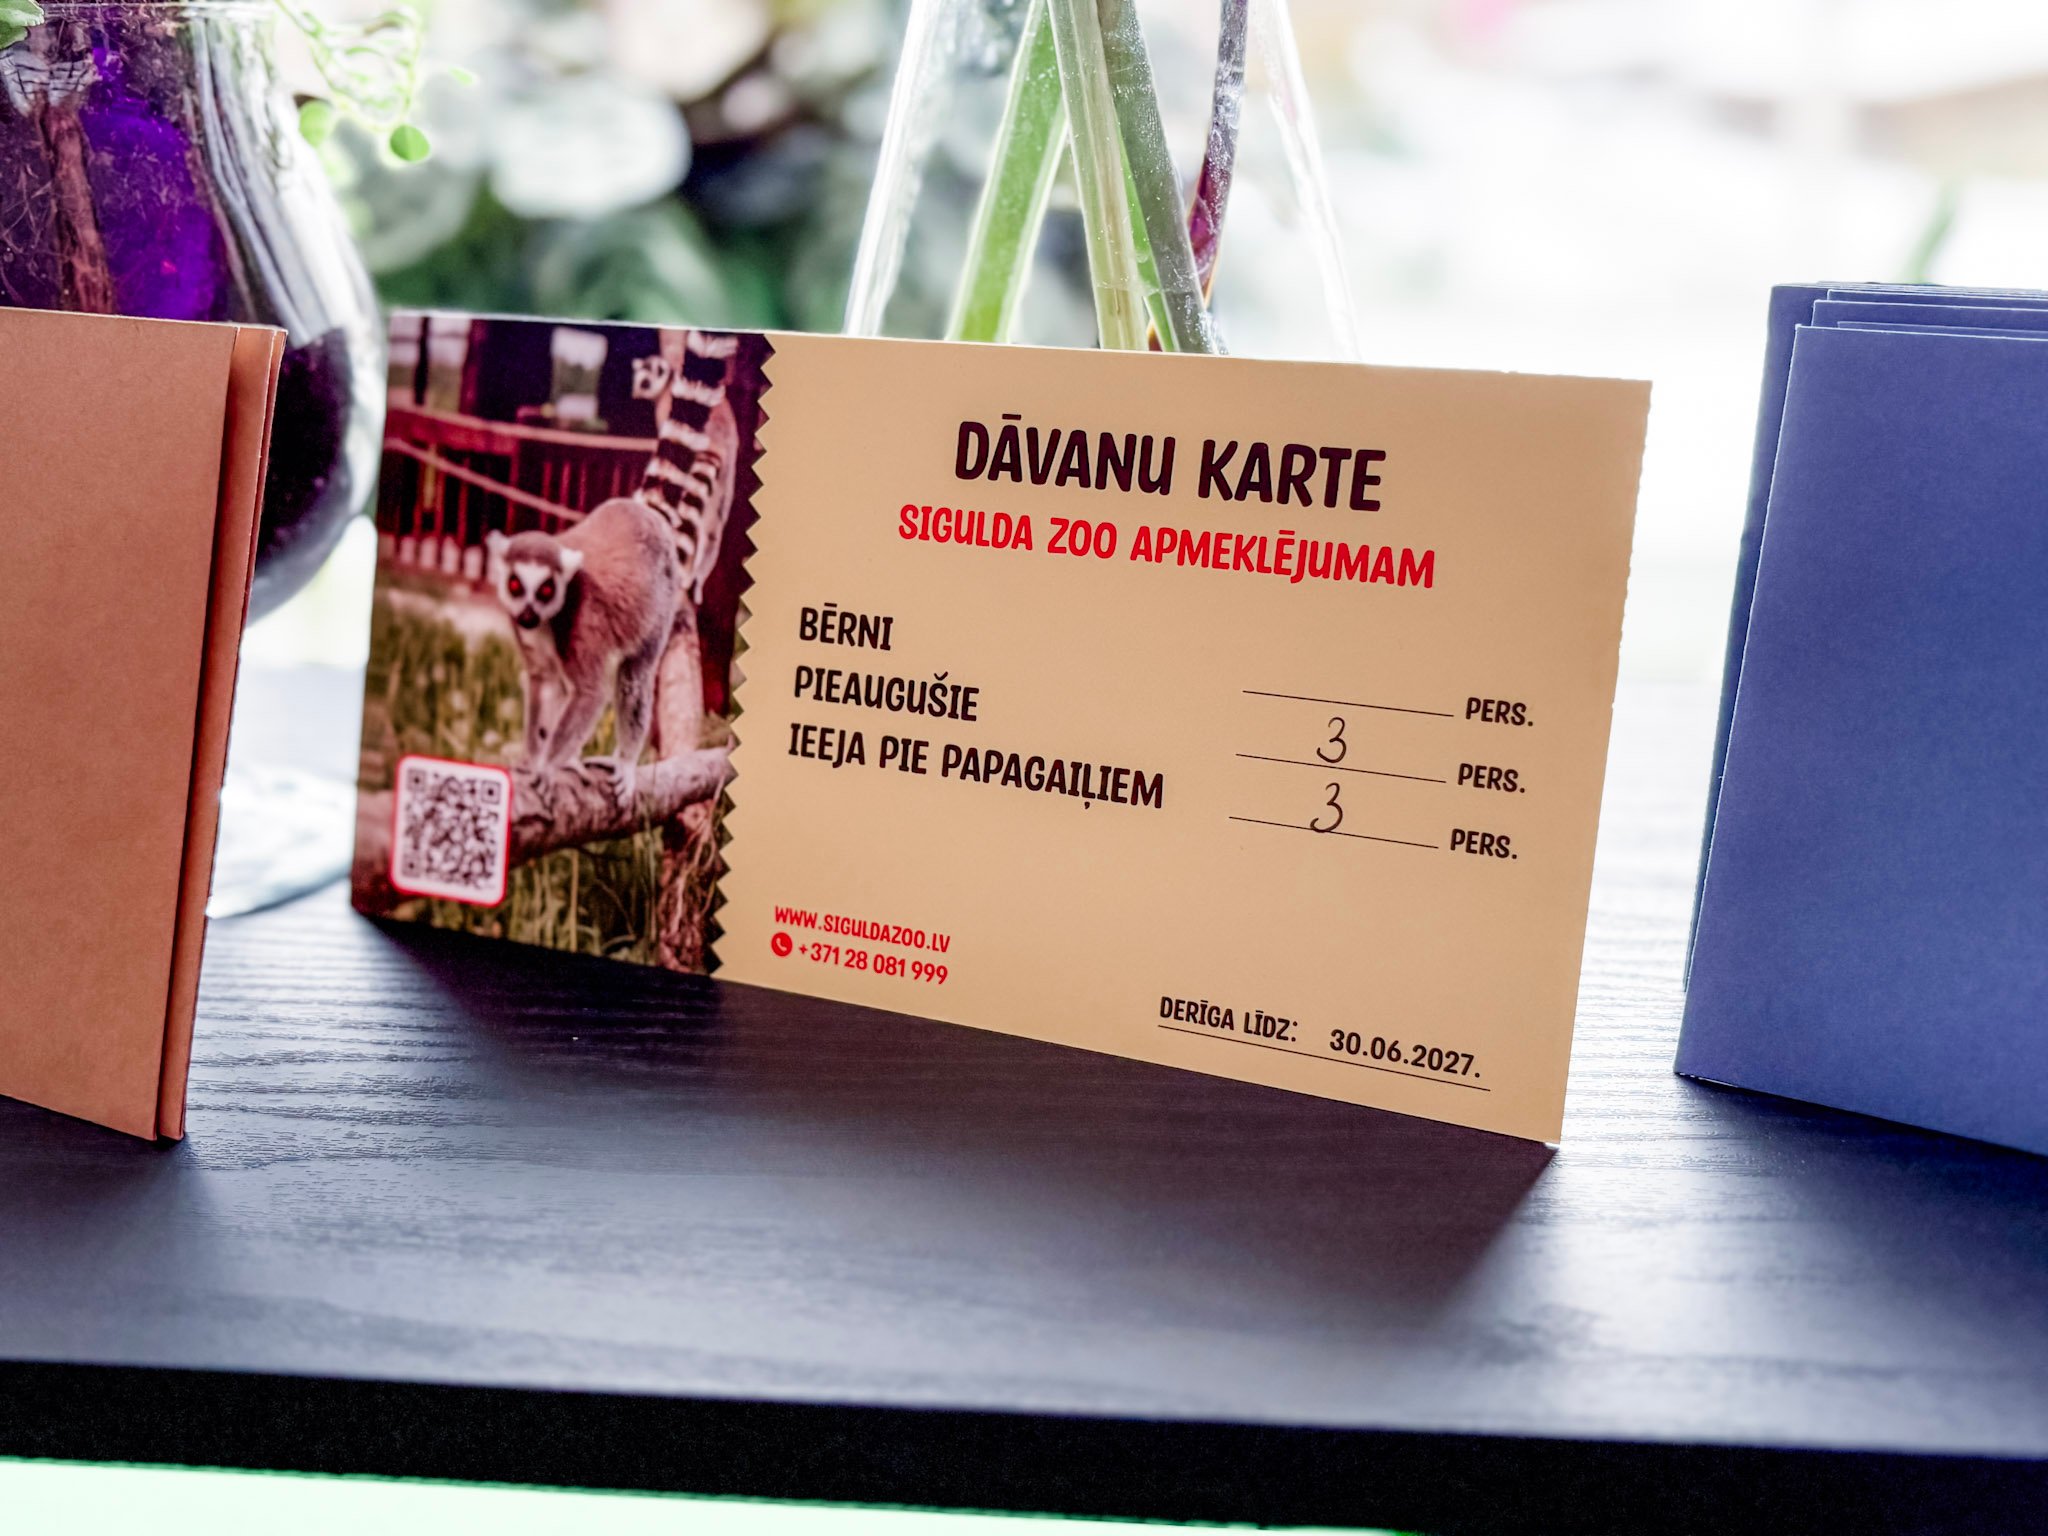 DĀVANU KARTE
SIGULDA ZOO APMEKLĒJUMAM
BĒRNI PERS.
PIEAUGUŠIE 3 PERS.
IEEJA PIE PAPAGAIĻIEM 3 PERS.
WWW.SIGULDAZOO.LV
+371 28 081 999
DERĪGA LĪDZ: 30.06.2027.